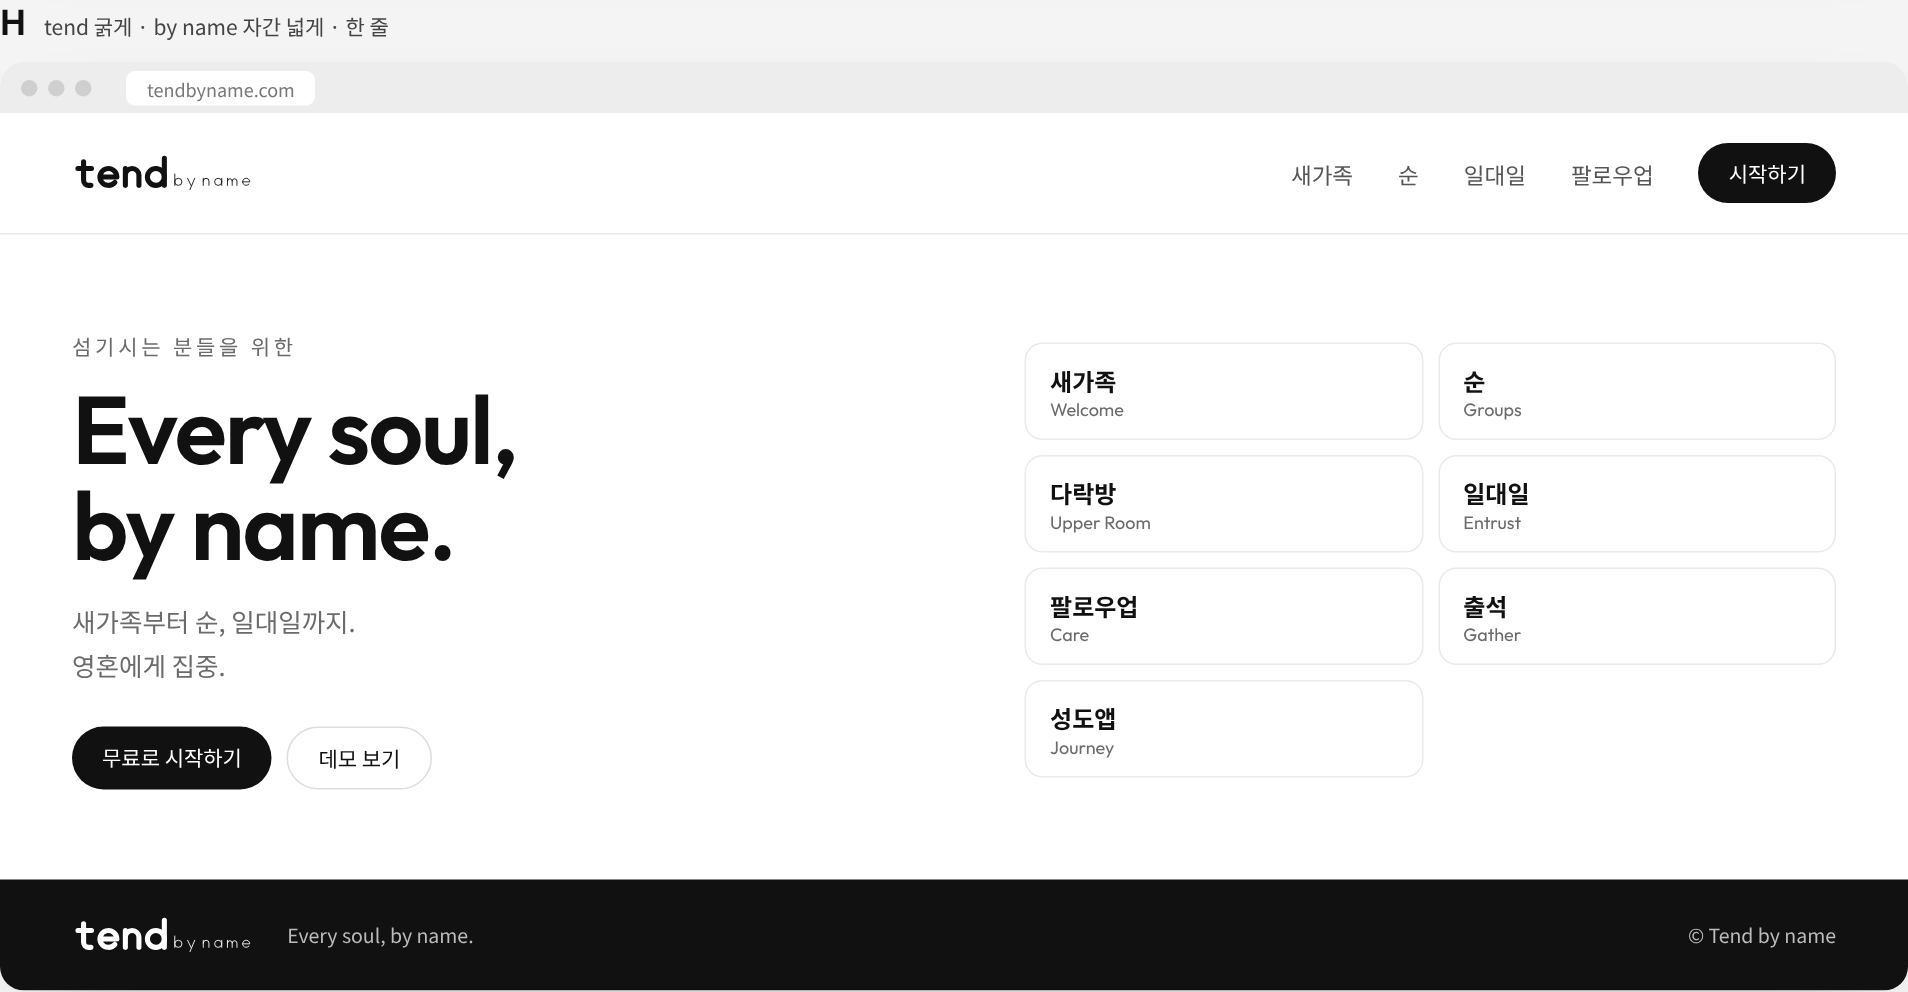 H tend 굵게 · by name 자간 넓게 · 한 줄
tendbyname.com
tend by name
새가족 순 일대일 팔로우업 시작하기
섬기시는 분들을 위한
Every soul,
by name.
새가족부터 순, 일대일까지.
영혼에게 집중.
무료로 시작하기 데모 보기
새가족
Welcome
순
Groups
다락방
Upper Room
일대일
Entrust
팔로우업
Care
출석
Gather
성도앱
Journey
tend by name Every soul, by name. © Tend by name